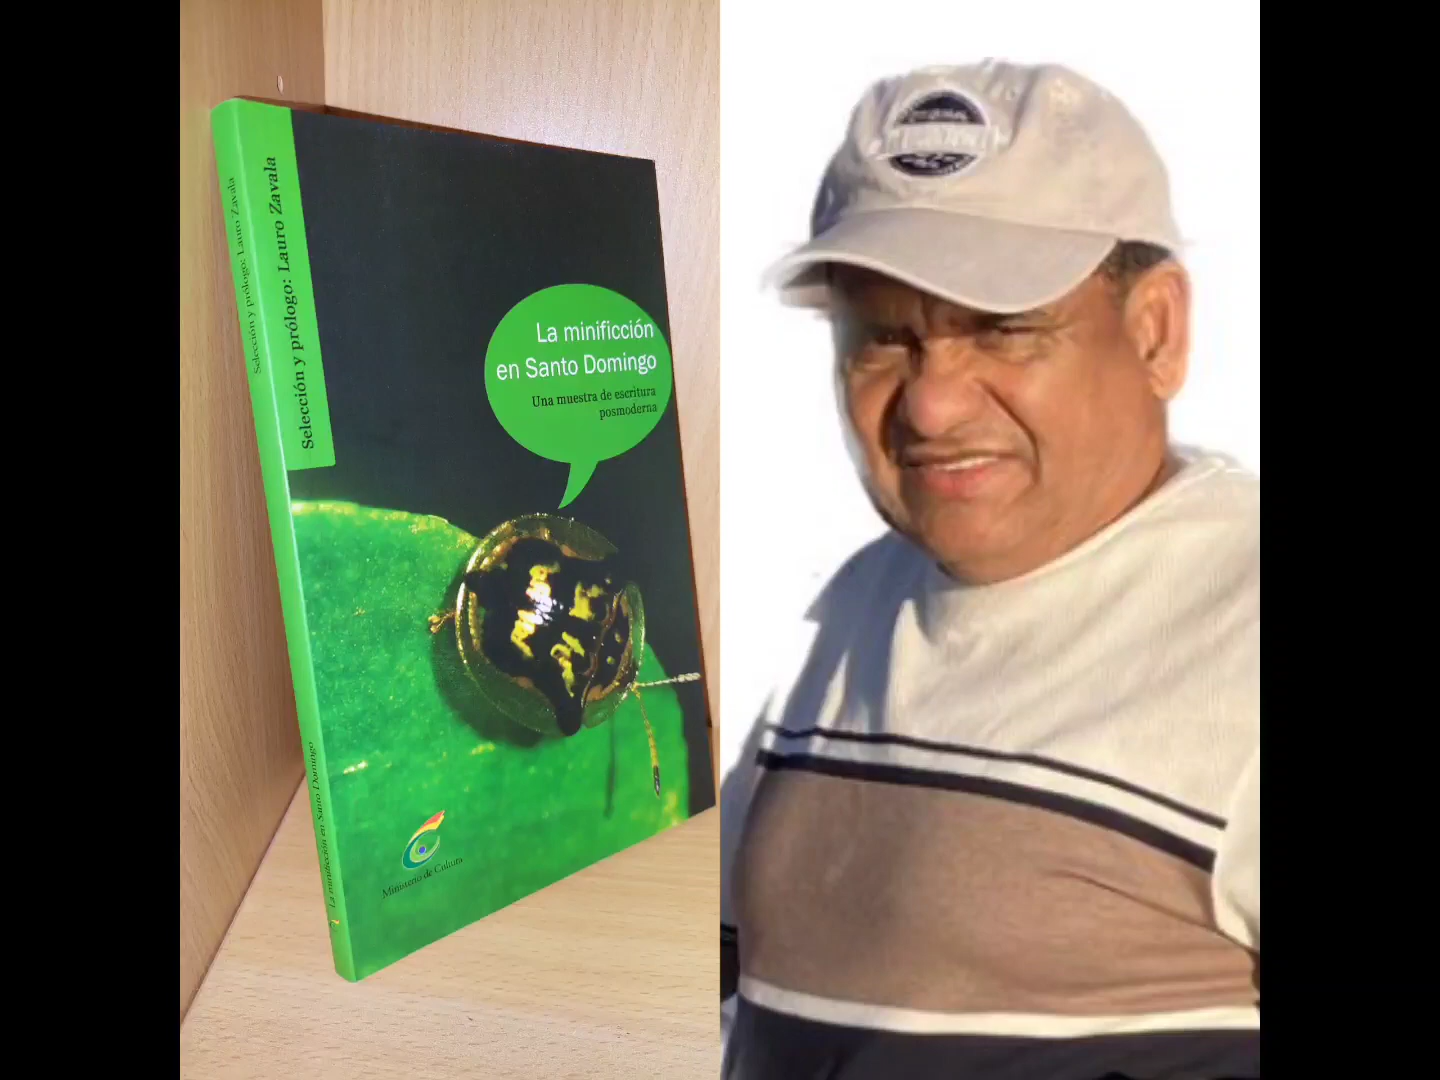 Selección y prólogo: Lauro Zavala
Selección y prólogo: Lauro Zavala
La minificción
en Santo Domingo
Una muestra de escritura
posmoderna
La minificción en Santo Domingo
Ministerio de Cultura